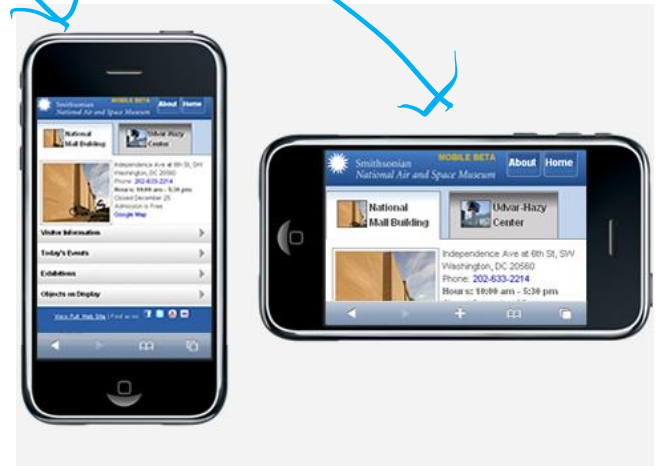 Smithsonian
MOBILE BETA
National Air and Space Museum
About
Home
National
Mall Building
Udvar-Hazy
Center
Independence Ave at 6th St, SW
Washington, DC 20560
Phone: 202-633-2214
Hours: 10:00 am - 5:30 pm
Closed December 25
Admission is Free
Google Map
Visitor Information
Today's Events
Exhibitions
Objects on Display
View Full Web Site | Find us on:
Smithsonian
MOBILE BETA
National Air and Space Museum
About
Home
National
Mall Building
Udvar-Hazy
Center
Independence Ave at 6th St, SW
Washington, DC 20560
Phone: 202-633-2214
Hours: 10:00 am - 5:30 pm